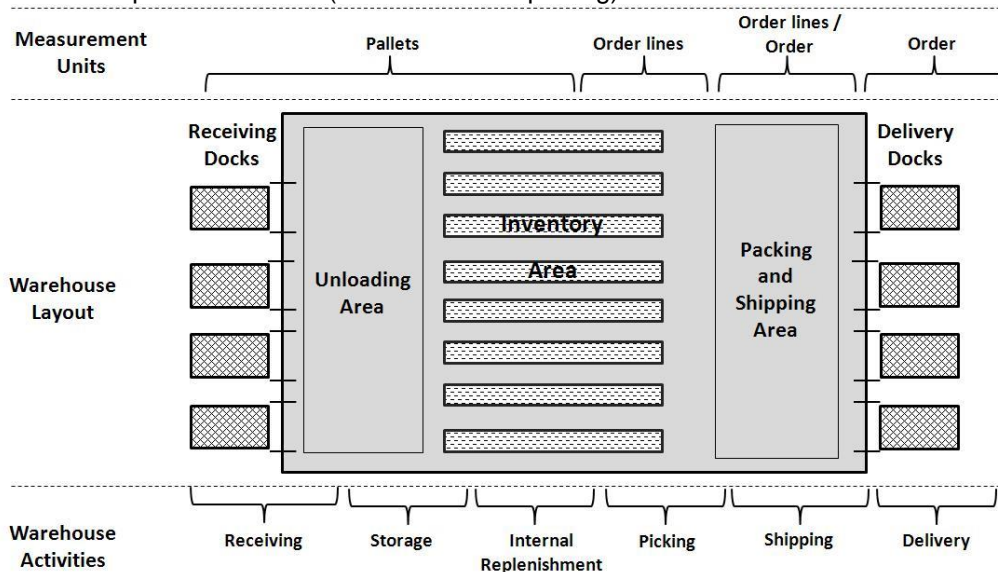 Measurement
Units
Pallets
Order lines
Order lines /
Order
Order
Receiving
Docks
Delivery
Docks
Inventory
Area
Unloading
Area
Packing
and
Shipping
Area
Warehouse
Layout
Warehouse
Activities
Receiving
Storage
Internal
Replenishment
Picking
Shipping
Delivery